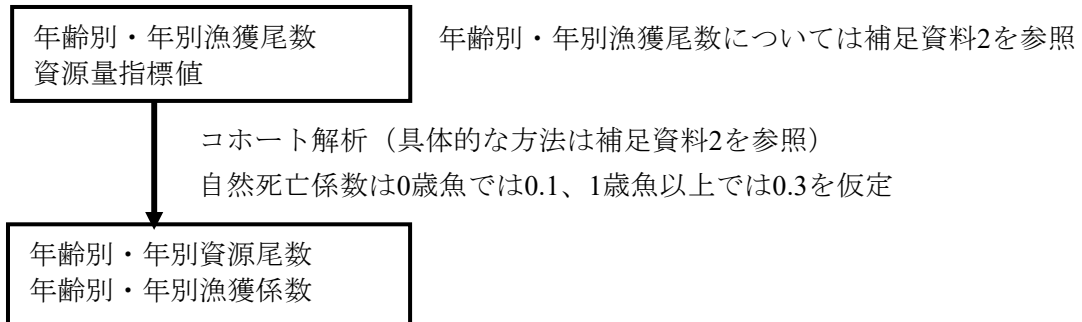 年齢別・年別漁獲尾数
資源量指標値
年齢別・年別漁獲尾数については補足資料2を参照
コホート解析（具体的な方法は補足資料2を参照）
自然死亡係数は0歳魚では0.1、1歳魚以上では0.3を仮定
年齢別・年別資源尾数
年齢別・年別漁獲係数